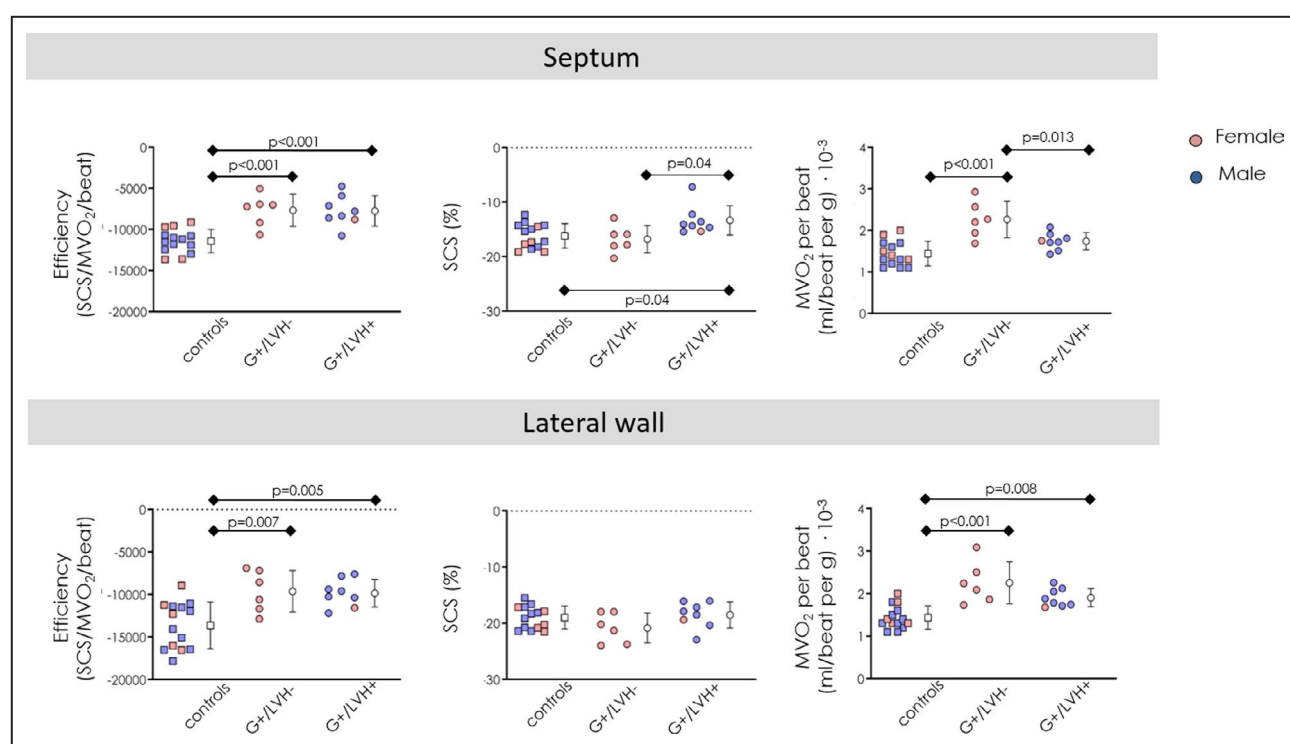 Septum
Female
Male
p<0.001
p<0.001
0
-5000
-10000
-15000
-20000
Efficiency
(SCS/MVO₂/beat)
controls
G+/LVH-
G+/LVH+
p=0.04
p=0.04
0
-10
-20
-30
SCS (%)
controls
G+/LVH-
G+/LVH+
p=0.013
p<0.001
4
3
2
1
0
MVO₂ per beat
(ml/beat per g) · 10⁻³
controls
G+/LVH-
G+/LVH+
Lateral wall
p=0.005
p=0.007
0
-5000
-10000
-15000
-20000
Efficiency
(SCS/MVO₂/beat)
controls
G+/LVH-
G+/LVH+
0
-10
-20
-30
SCS (%)
controls
G+/LVH-
G+/LVH+
p=0.008
p<0.001
4
3
2
1
0
MVO₂ per beat
(ml/beat per g) · 10⁻³
controls
G+/LVH-
G+/LVH+